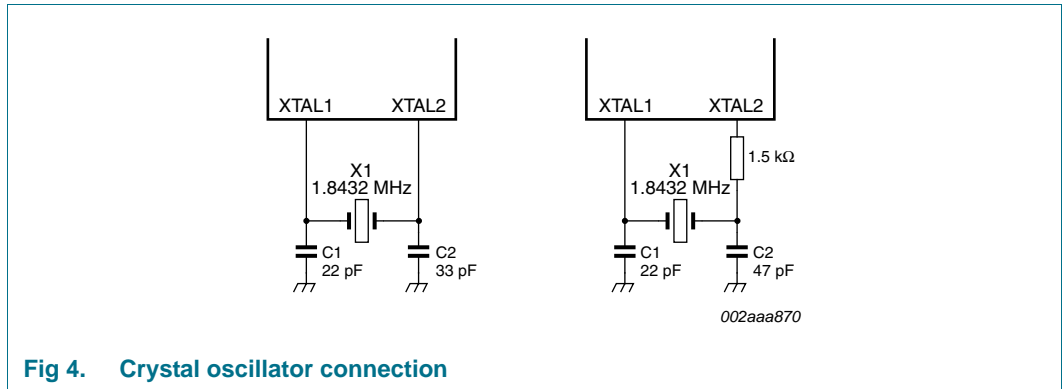 XTAL1 XTAL2
X1
1.8432 MHz
C1
22 pF
C2
33 pF
XTAL1 XTAL2
1.5 kΩ
X1
1.8432 MHz
C1
22 pF
C2
47 pF
002aaa870
Fig 4. Crystal oscillator connection